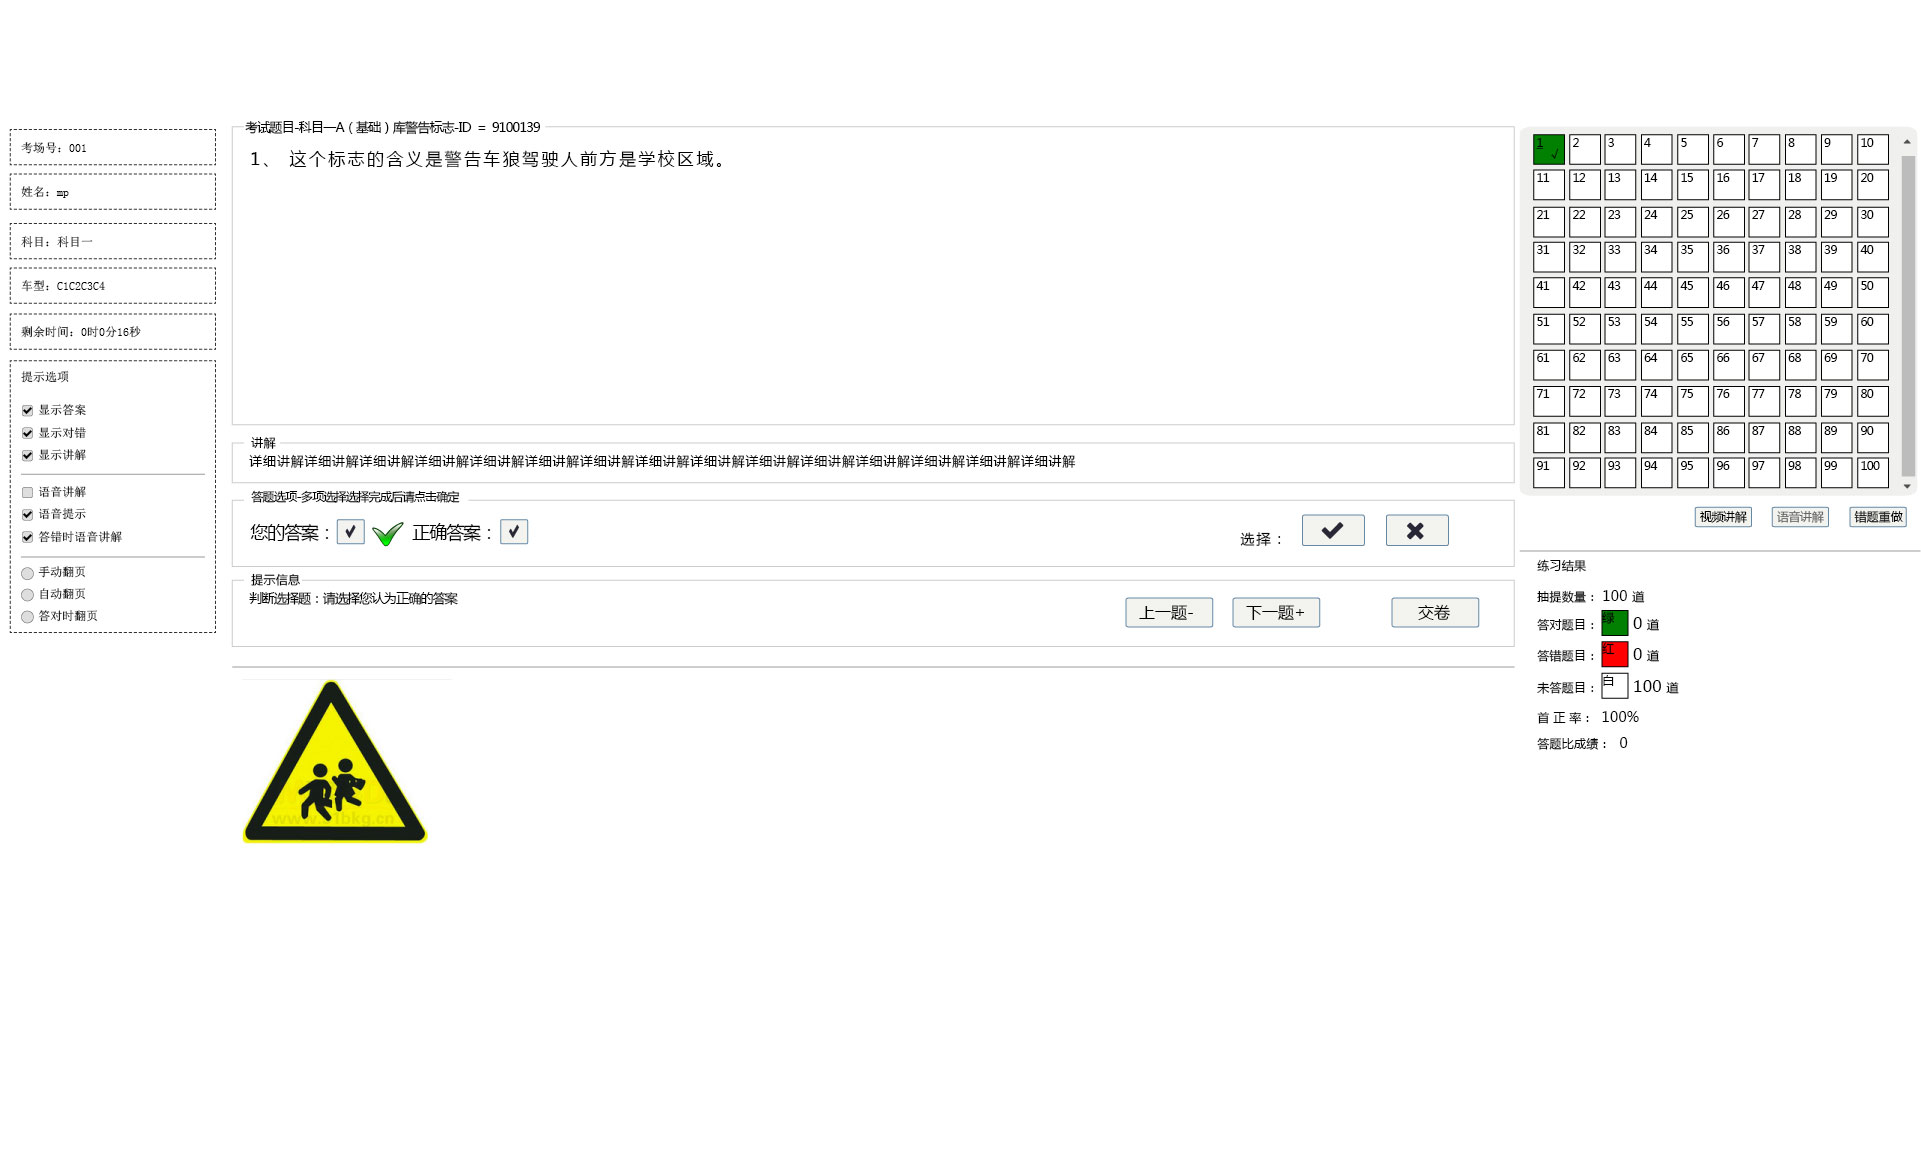 考场号：001
姓名：mp
科目：科目一
车型：C1C2C3C4
剩余时间：0时0分16秒
提示选项
显示答案
显示对错
显示讲解
语音讲解
语音提示
答错时语音讲解
手动翻页
自动翻页
答对时翻页
考试题目-科目一A（基础）库警告标志-ID = 9100139
1、 这个标志的含义是警告车狼驾驶人前方是学校区域。
讲解
详细讲解详细讲解详细讲解详细讲解详细讲解详细讲解详细讲解详细讲解详细讲解详细讲解详细讲解详细讲解详细讲解详细讲解详细讲解
答题选项-多项选择选择完成后请点击确定
您的答案： 正确答案：
选择：
提示信息
判断选择题：请选择您认为正确的答案
上一题- 下一题+ 交卷
1 2 3 4 5 6 7 8 9 10
11 12 13 14 15 16 17 18 19 20
21 22 23 24 25 26 27 28 29 30
31 32 33 34 35 36 37 38 39 40
41 42 43 44 45 46 47 48 49 50
51 52 53 54 55 56 57 58 59 60
61 62 63 64 65 66 67 68 69 70
71 72 73 74 75 76 77 78 79 80
81 82 83 84 85 86 87 88 89 90
91 92 93 94 95 96 97 98 99 100
视频讲解 语音讲解 错题重做
练习结果
抽提数量：100 道
答对题目：绿 0 道
答错题目：红 0 道
未答题目：白 100 道
首 正 率： 100%
答题比成绩： 0